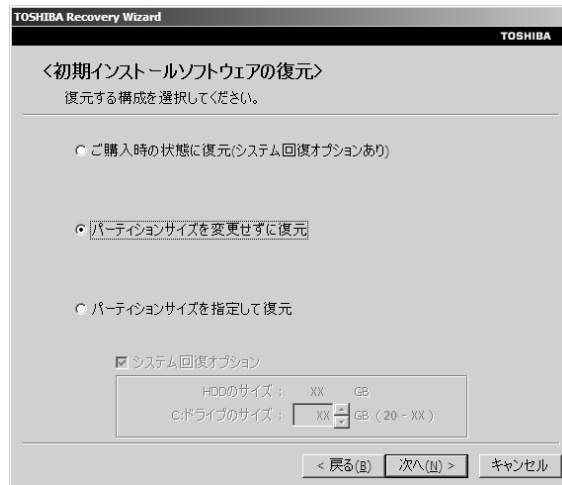 TOSHIBA Recovery Wizard
TOSHIBA
<初期インストールソフトウェアの復元>
復元する構成を選択してください。
ご購入時の状態に復元(システム回復オプションあり)
パーティションサイズを変更せずに復元
パーティションサイズを指定して復元
システム回復オプション
HDDのサイズ : XX GB
C:ドライブのサイズ : XX GB ( 20 - XX )
< 戻る(B) 次へ(N) > キャンセル